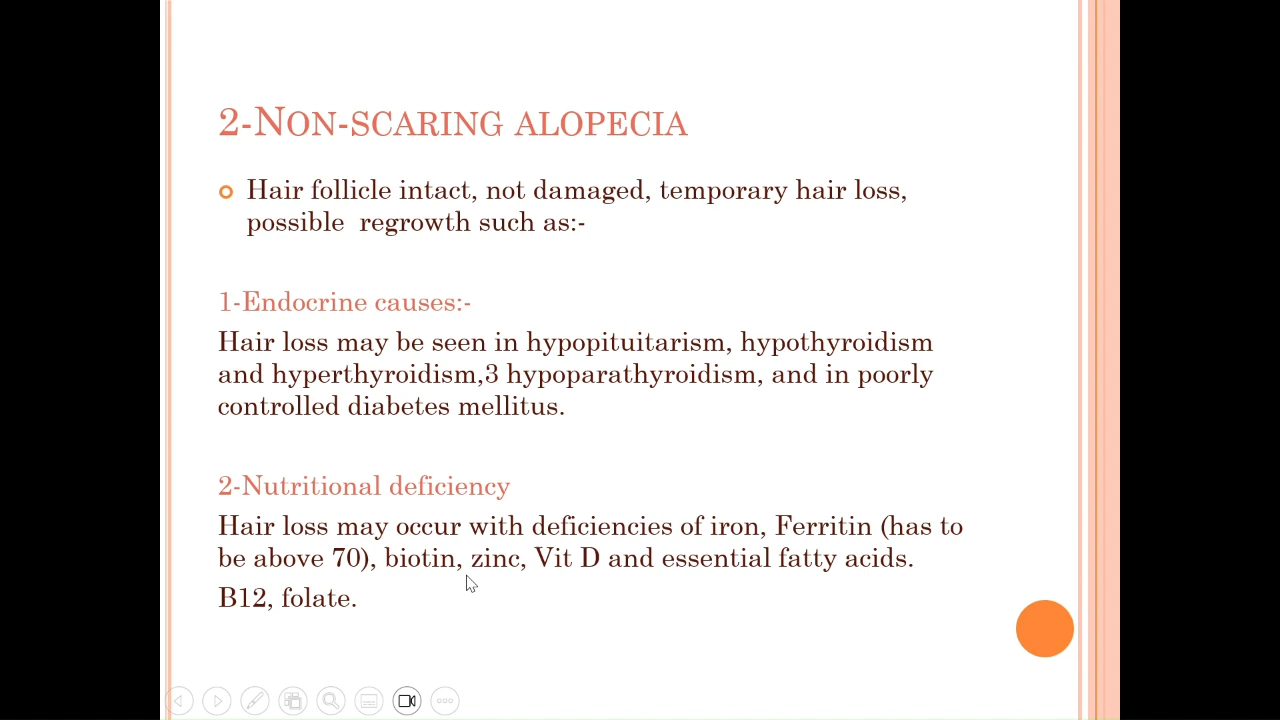 2-Non-scaring alopecia
Hair follicle intact, not damaged, temporary hair loss,
possible  regrowth such as:-
1-Endocrine causes:-
Hair loss may be seen in hypopituitarism, hypothyroidism
and hyperthyroidism,3 hypoparathyroidism, and in poorly
controlled diabetes mellitus.
2-Nutritional deficiency
Hair loss may occur with deficiencies of iron, Ferritin (has to
be above 70), biotin, zinc, Vit D and essential fatty acids.
B12, folate.